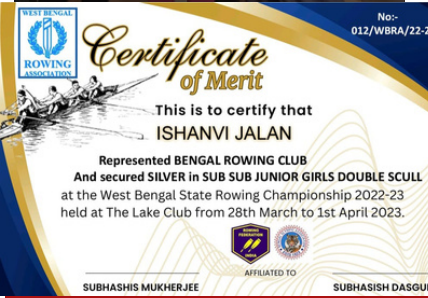 WEST BENGAL
ROWING
ASSOCIATION
No:-
012/WBRA/22-2
Certificate
of Merit
This is to certify that
ISHANVI JALAN
Represented BENGAL ROWING CLUB
And secured SILVER in SUB SUB JUNIOR GIRLS DOUBLE SCULL
at the West Bengal State Rowing Championship 2022-23
held at The Lake Club from 28th March to 1st April 2023.
ROWING
FEDERATION
INDIA
AFFILIATED TO
SUBHASHIS MUKHERJEE
SUBHASISH DASGU